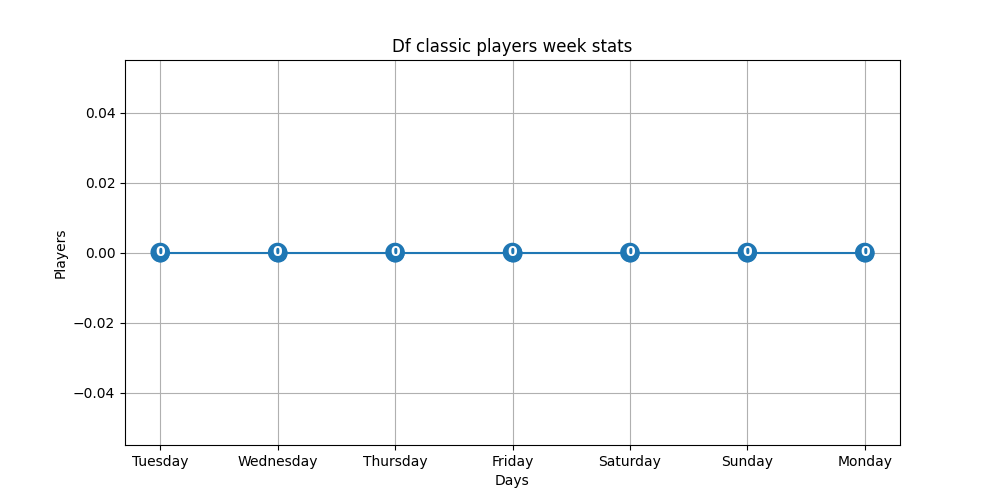 Df classic players week stats
0.04
0.02
0.00
−0.02
−0.04
Players
0 0 0 0 0 0 0
Tuesday Wednesday Thursday Friday Saturday Sunday Monday
Days